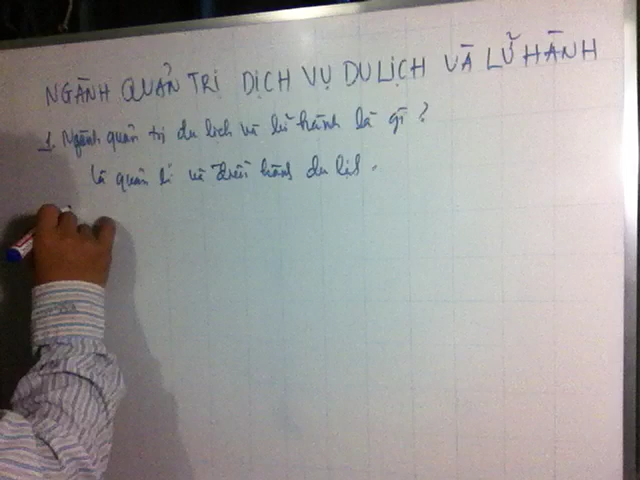 NGÀNH QUẢN TRỊ DỊCH VỤ DU LỊCH VÀ LỮ HÀNH
1. Ngành quản trị du lịch và lữ hành là gì?
Là quản lí và điều hành du lịch.